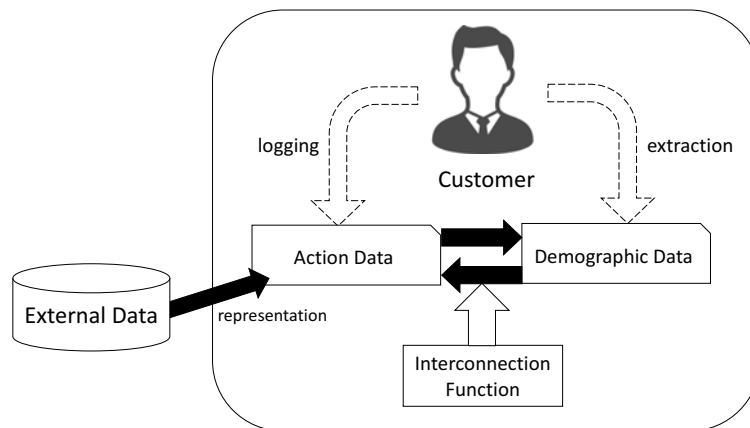 logging
extraction
Customer
Action Data
Demographic Data
External Data
representation
Interconnection
Function